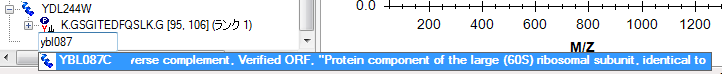 YDL244W
K.GSGITEDFQSLK.G [95, 106] (ランク 1)
ybl087
YBL087C verse complement, Verified ORF, "Protein component of the large (60S) ribosomal subunit, identical to
0.0
200 400 600 800 1000 1200
M/Z